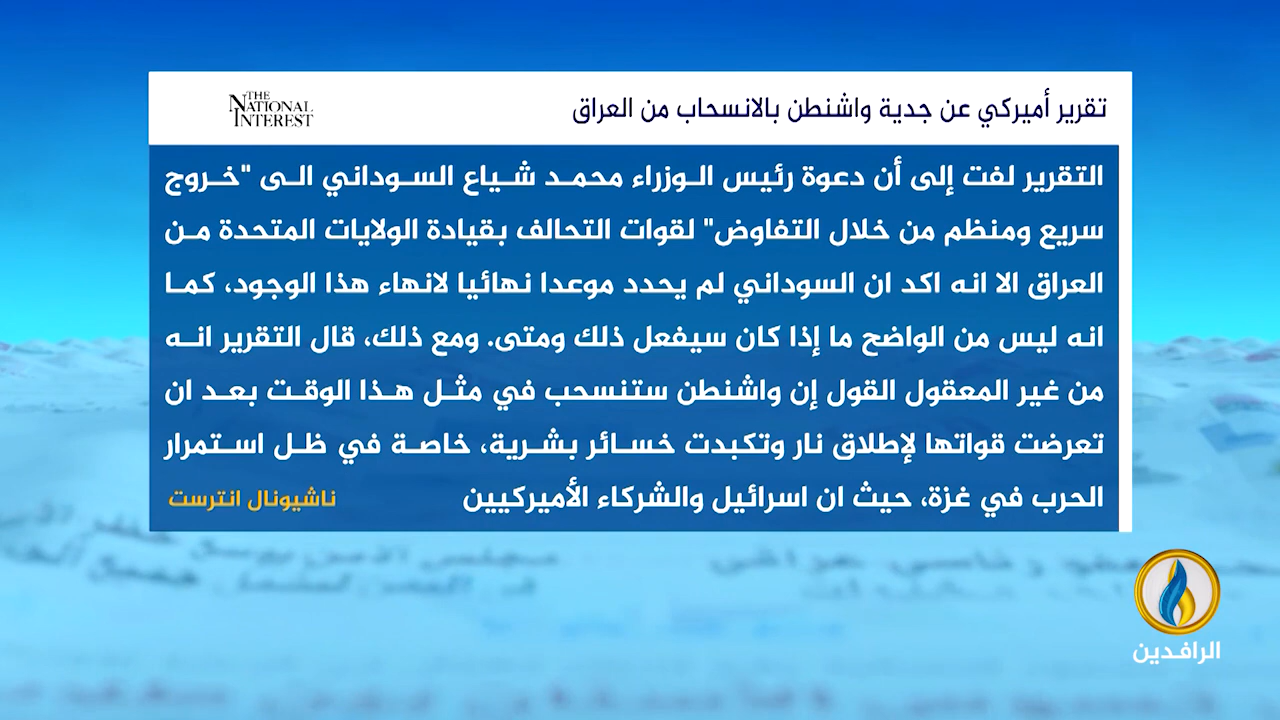 تقرير أميركي عن جدية واشنطن بالانسحاب من العراق
THE
NATIONAL
INTEREST
التقرير لفت إلى أن دعوة رئيس الوزراء محمد شياع السوداني الى "خروج
سريع ومنظم من خلال التفاوض" لقوات التحالف بقيادة الولايات المتحدة من
العراق الا انه اكد ان السوداني لم يحدد موعدا نهائيا لانهاء هذا الوجود، كما
انه ليس من الواضح ما إذا كان سيفعل ذلك ومتى. ومع ذلك، قال التقرير انه
من غير المعقول القول إن واشنطن ستنسحب في مثل هذا الوقت بعد ان
تعرضت قواتها لإطلاق نار وتكبدت خسائر بشرية، خاصة في ظل استمرار
الحرب في غزة، حيث ان اسرائيل والشركاء الأميركيين
ناشيونال انترست
الرافدين